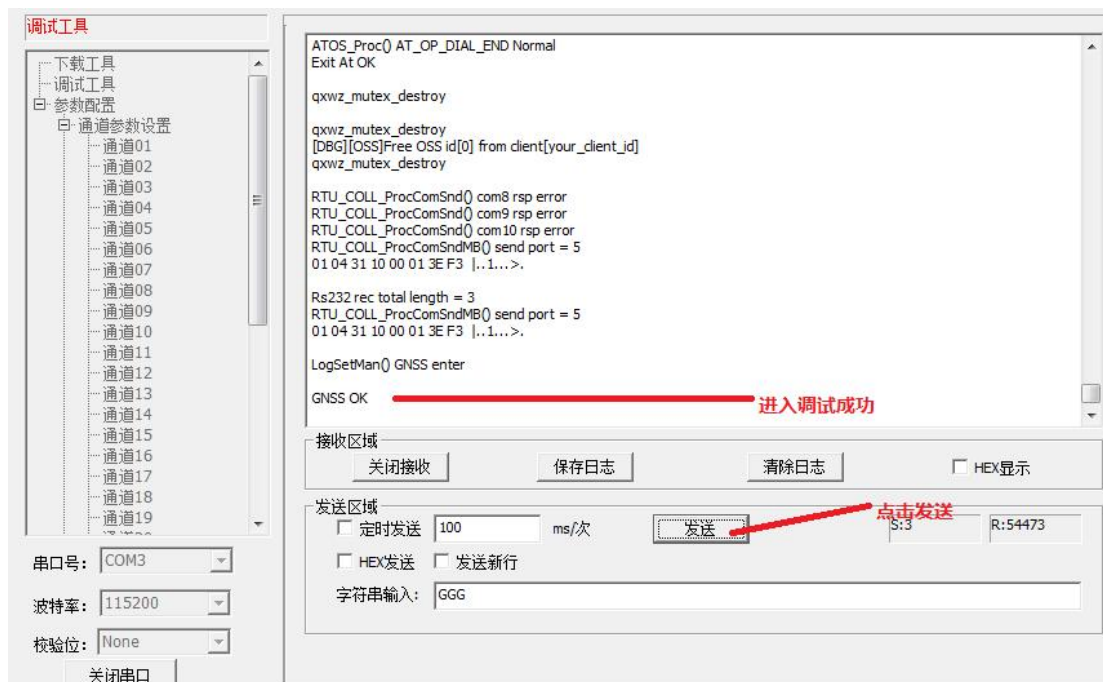 调试工具
下载工具
调试工具
参数配置
通道参数设置
通道01
通道02
通道03
通道04
通道05
通道06
通道07
通道08
通道09
通道10
通道11
通道12
通道13
通道14
通道15
通道16
通道17
通道18
通道19
串口号:
COM3
波特率:
115200
校验位:
None
关闭串口
ATOS_Proc() AT_OP_DIAL_END Normal
Exit At OK
qxwz_mutex_destroy
qxwz_mutex_destroy
[DBG][OSS]Free OSS id[0] from client[your_client_id]
qxwz_mutex_destroy
RTU_COLL_ProcComSnd() com8 rsp error
RTU_COLL_ProcComSnd() com9 rsp error
RTU_COLL_ProcComSnd() com10 rsp error
RTU_COLL_ProcComSndMB() send port = 5
01 04 31 10 00 01 3E F3 |..1...>.
Rs232 rec total length = 3
RTU_COLL_ProcComSndMB() send port = 5
01 04 31 10 00 01 3E F3 |..1...>.
LogSetMan() GNSS enter
GNSS OK
进入调试成功
接收区域
关闭接收 保存日志 清除日志 HEX显示
发送区域
点击发送
定时发送 100 ms/次 发送 S:3 R:54473
HEX发送 发送新行
字符串输入: GGG